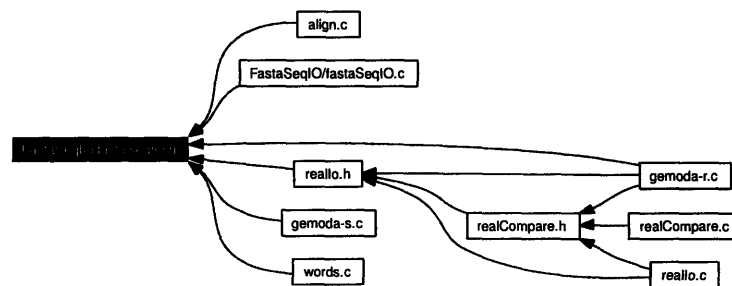 align.c
FastaSeqIO/fastaSeqIO.c
reallo.h
gemoda-r.c
gemoda-s.c
realCompare.h
realCompare.c
words.c
reallo.c